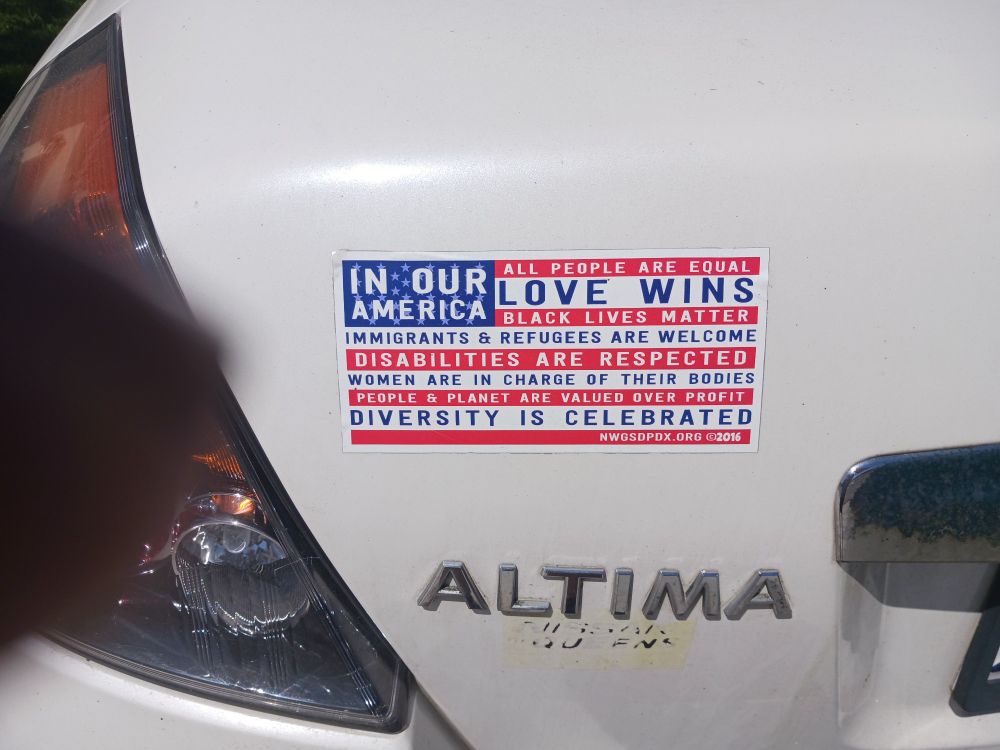 IN OUR
AMERICA
ALL PEOPLE ARE EQUAL
LOVE WINS
BLACK LIVES MATTER
IMMIGRANTS & REFUGEES ARE WELCOME
DISABILITIES ARE RESPECTED
WOMEN ARE IN CHARGE OF THEIR BODIES
PEOPLE & PLANET ARE VALUED OVER PROFIT
DIVERSITY IS CELEBRATED
NWGSDPDX.ORG ©2016
ALTIMA